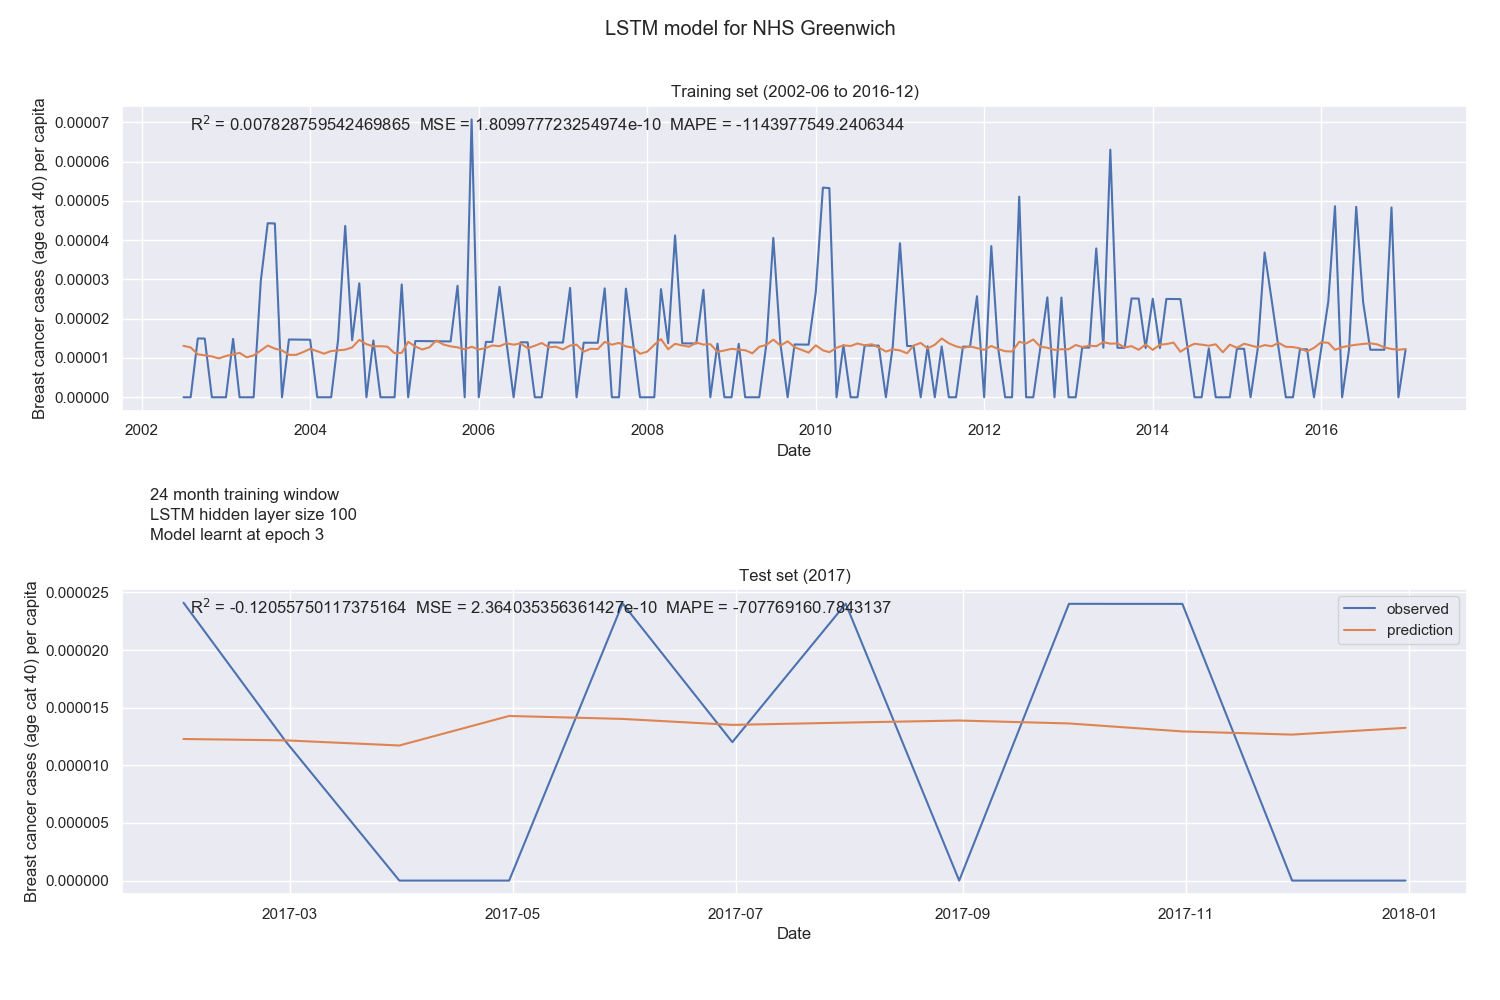 LSTM model for NHS Greenwich
Training set (2002-06 to 2016-12)
R² = 0.007828759542469865 MSE = 1.809977723254974e-10 MAPE = -1143977549.2406344
Breast cancer cases (age cat 40) per capita
0.00007
0.00006
0.00005
0.00004
0.00003
0.00002
0.00001
0.00000
2002 2004 2006 2008 2010 2012 2014 2016
Date
24 month training window
LSTM hidden layer size 100
Model learnt at epoch 3
Test set (2017)
R² = -0.12055750117375164 MSE = 2.364035356361427e-10 MAPE = -707769160.7843137
observed
prediction
Breast cancer cases (age cat 40) per capita
0.000025
0.000020
0.000015
0.000010
0.000005
0.000000
2017-03 2017-05 2017-07 2017-09 2017-11 2018-01
Date